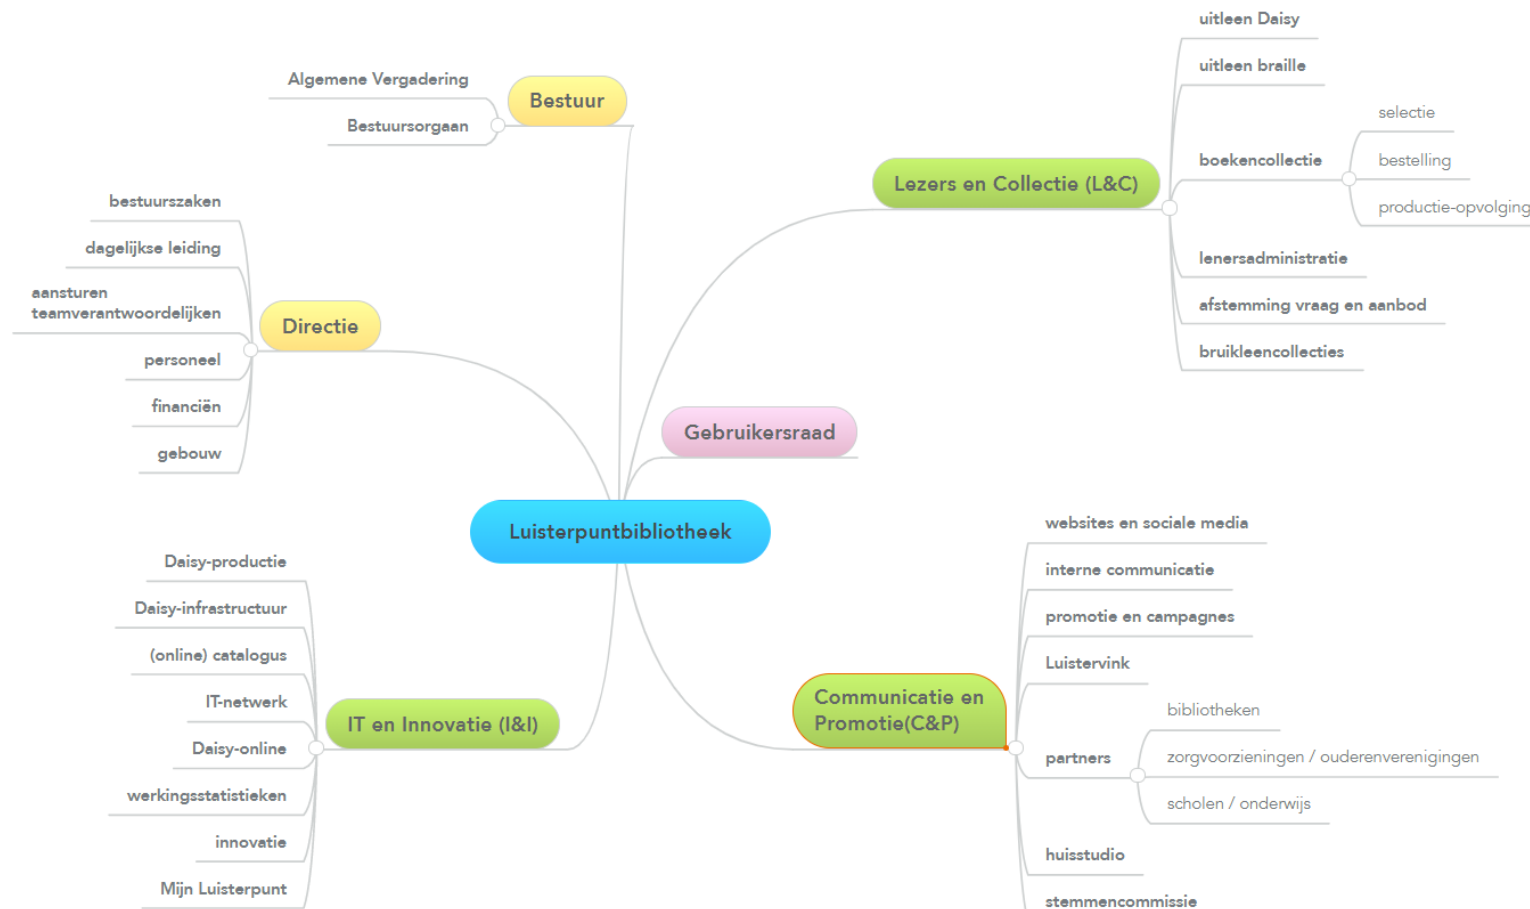 Luisterpuntbibliotheek
Bestuur
Algemene Vergadering
Bestuursorgaan
Directie
bestuurszaken
dagelijkse leiding
aansturen
teamverantwoordelijken
personeel
financiën
gebouw
IT en Innovatie (I&I)
Daisy-productie
Daisy-infrastructuur
(online) catalogus
IT-netwerk
Daisy-online
werkingsstatistieken
innovatie
Mijn Luisterpunt
Lezers en Collectie (L&C)
uitleen Daisy
uitleen braille
boekencollectie
selectie
bestelling
productie-opvolging
lenersadministratie
afstemming vraag en aanbod
bruikleencollecties
Gebruikersraad
Communicatie en
Promotie(C&P)
websites en sociale media
interne communicatie
promotie en campagnes
Luistervink
partners
bibliotheken
zorgvoorzieningen / ouderenverenigingen
scholen / onderwijs
huisstudio
stemmencommissie